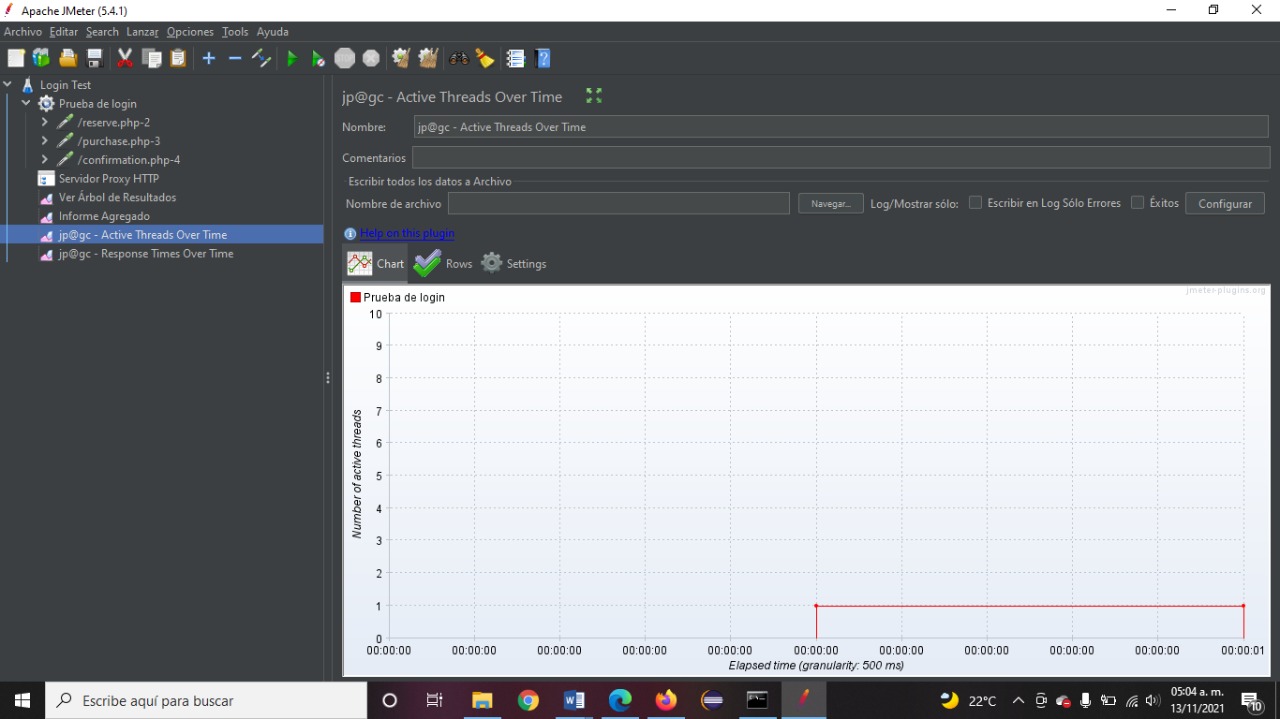 Apache JMeter (5.4.1)
Archivo Editar Search Lanzar Opciones Tools Ayuda
Login Test
Prueba de login
/reserve.php-2
/purchase.php-3
/confirmation.php-4
Servidor Proxy HTTP
Ver Árbol de Resultados
Informe Agregado
jp@gc - Active Threads Over Time
jp@gc - Response Times Over Time
jp@gc - Active Threads Over Time
Nombre: jp@gc - Active Threads Over Time
Comentarios
Escribir todos los datos a Archivo
Nombre de archivo Navegar... Log/Mostrar sólo: Escribir en Log Sólo Errores Éxitos Configurar
Help on this plugin
Chart Rows Settings
jmeter-plugins.org
Prueba de login
10
9
8
7
6
5
4
3
2
1
0
Number of active threads
00:00:00 00:00:00 00:00:00 00:00:00 00:00:00 00:00:00 00:00:00 00:00:00 00:00:00 00:00:00 00:00:01
Elapsed time (granularity: 500 ms)
Escribe aquí para buscar
22°C
05:04 a. m.
13/11/2021
10